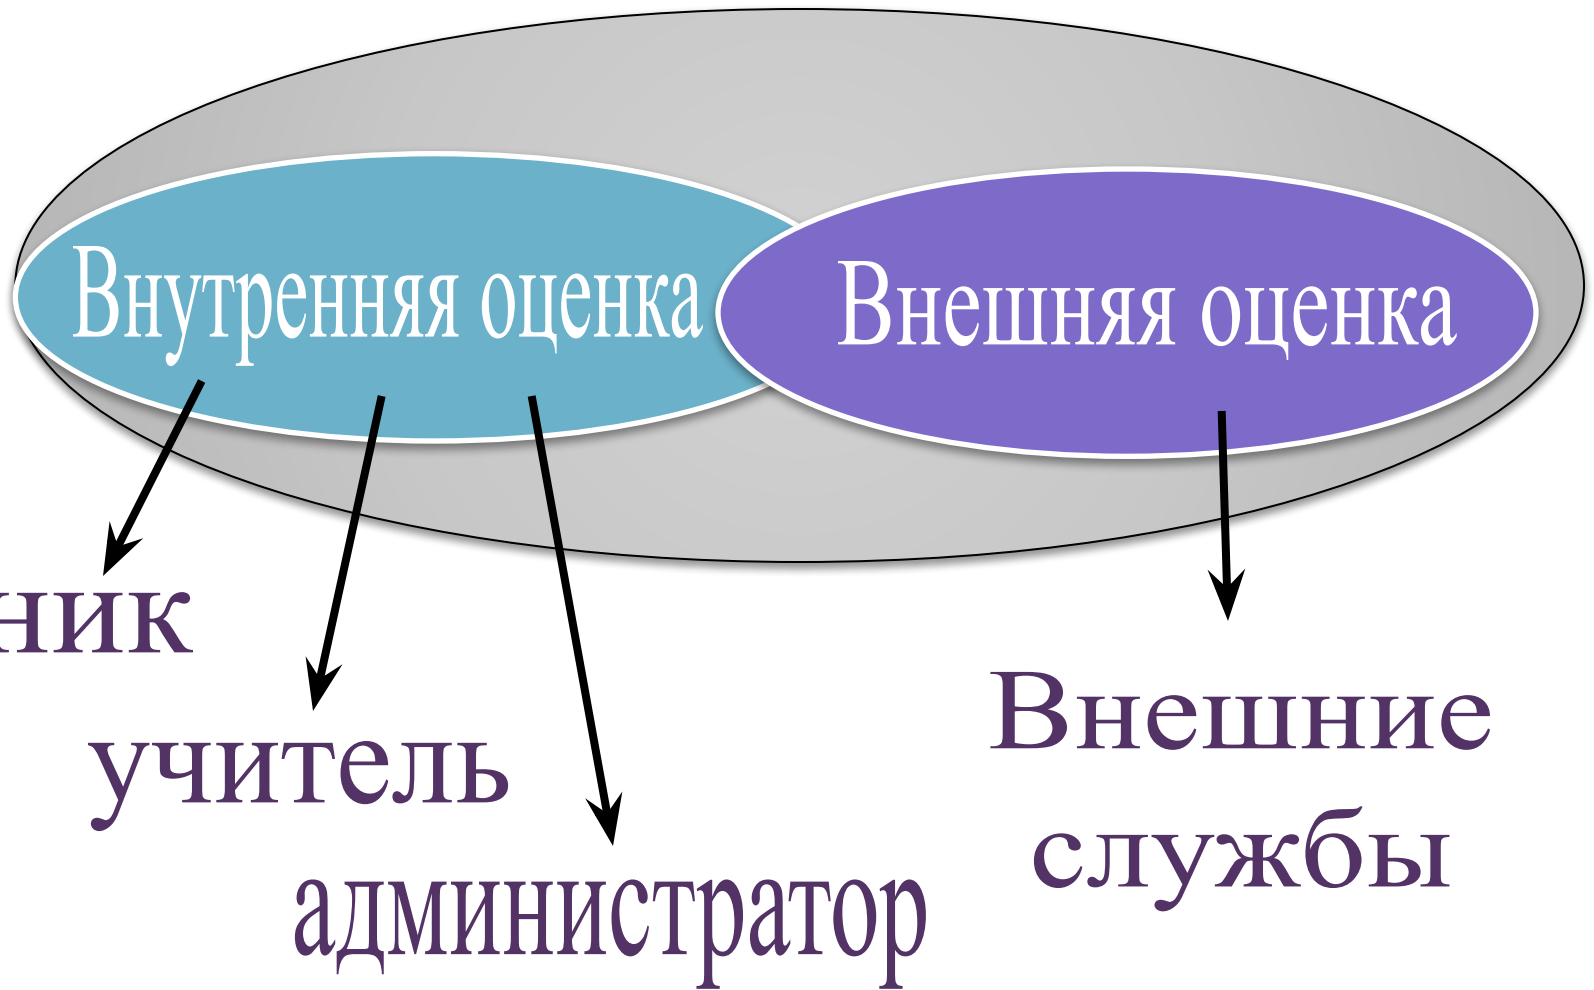 Внутренняя оценка
Внешняя оценка
ник
учитель
Внешние
службы
администратор